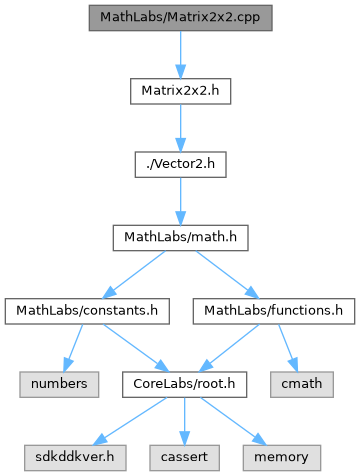 MathLabs/Matrix2x2.cpp
Matrix2x2.h
./Vector2.h
MathLabs/math.h
MathLabs/constants.h
MathLabs/functions.h
numbers
CoreLabs/root.h
cmath
sdkddkver.h
cassert
memory